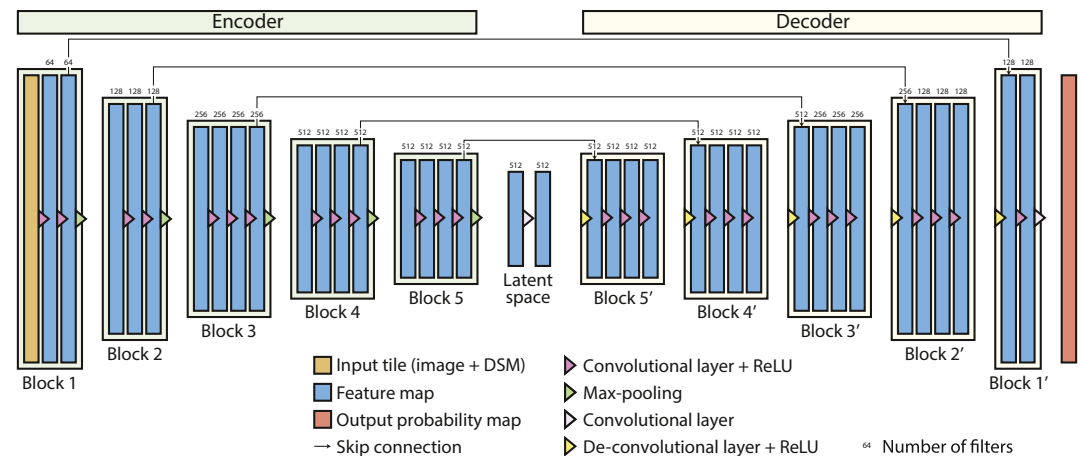 Encoder
Decoder
64 64
128 128
128 128 128
256 128 128 128
256 256 256 256
512 256 256 256
512 512 512 512
512 512 512 512
512 512 512 512
512 512 512 512
512 512
Latent
space
Block 5
Block 5’
Block 4
Block 4’
Block 3
Block 3’
Block 2
Block 2’
Block 1
Block 1’
Input tile (image + DSM)
Feature map
Output probability map
Skip connection
Convolutional layer + ReLU
Max-pooling
Convolutional layer
De-convolutional layer + ReLU
64 Number of filters